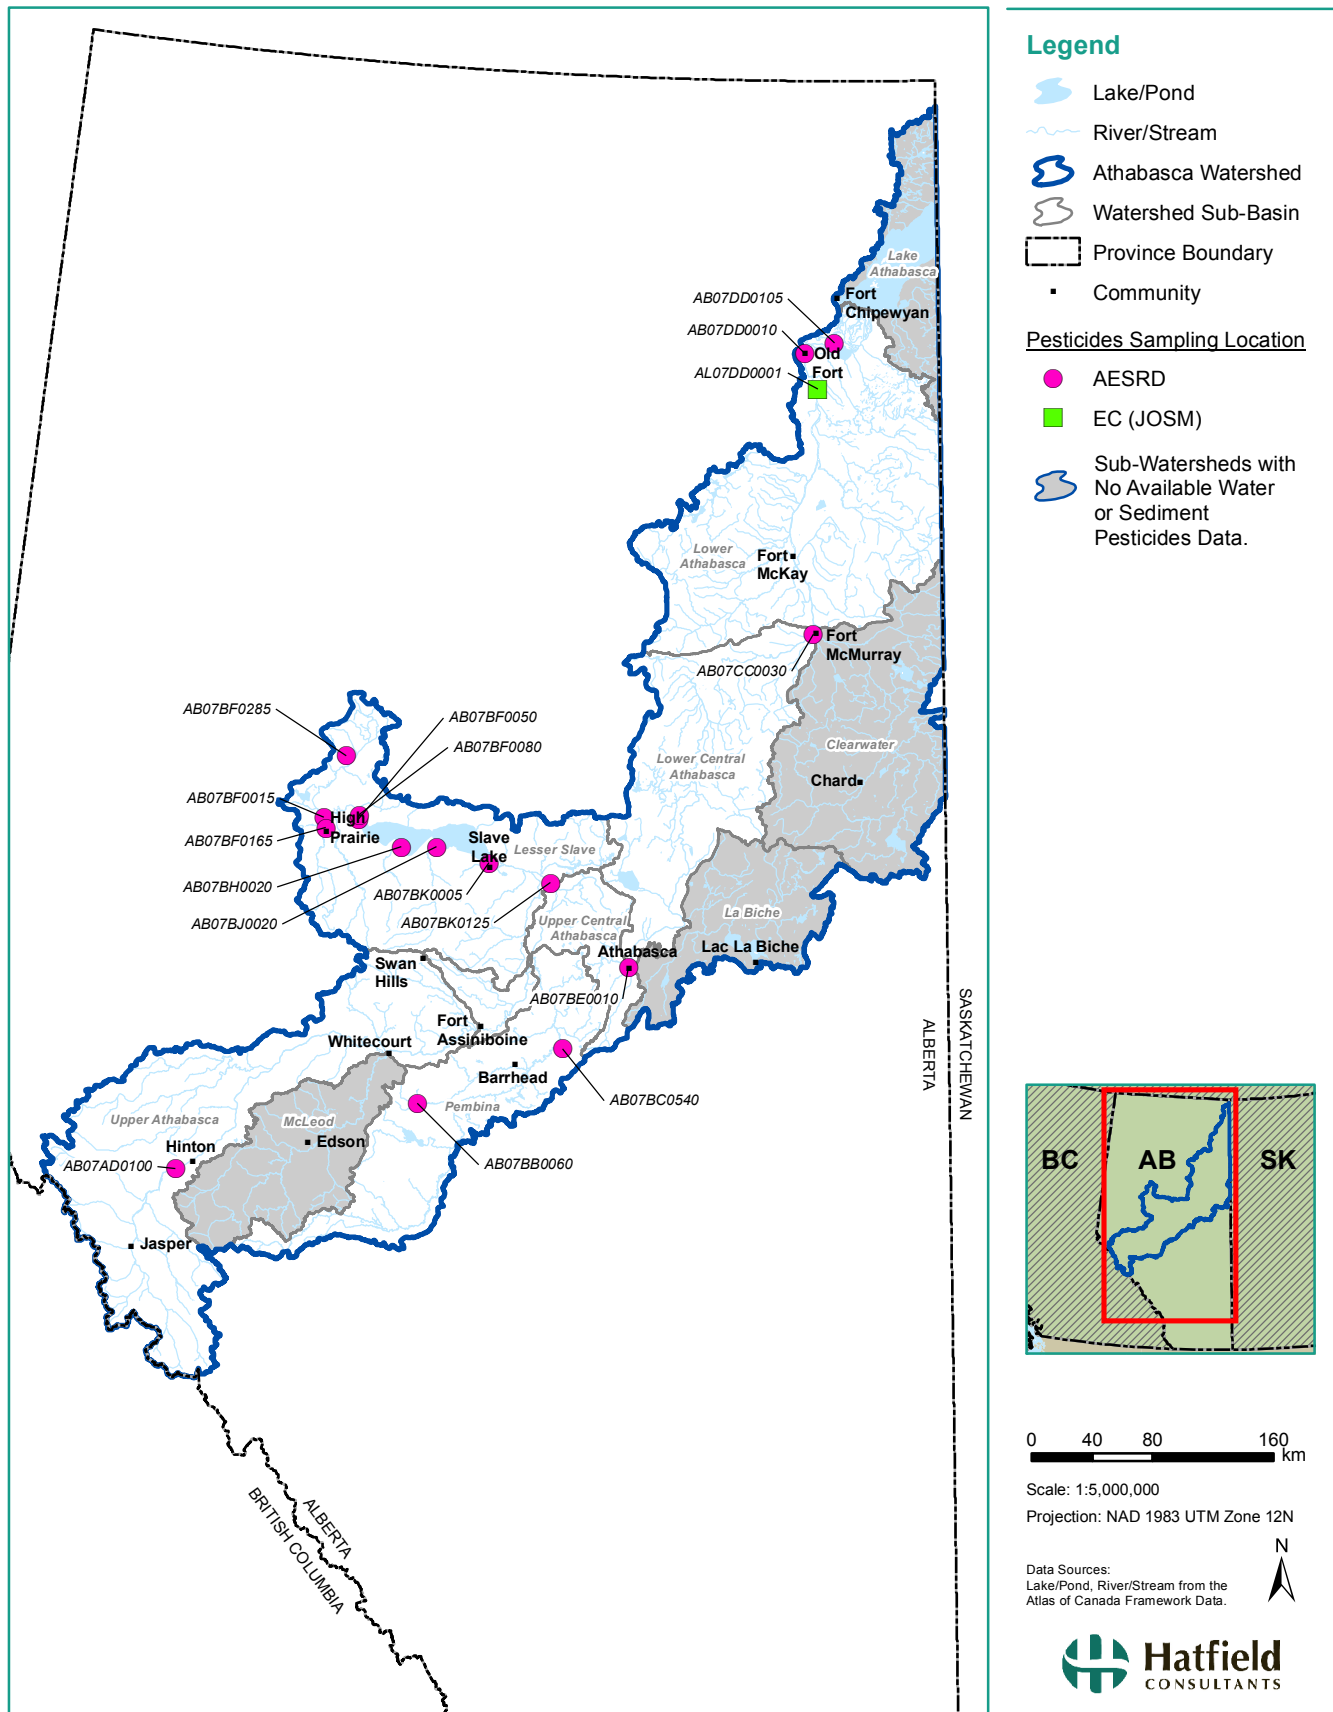 Lake
Athabasca
Fort
Chipewyan
AB07DD0105
AB07DD0010
AL07DD0001
Old
Fort
Lower
Athabasca
Fort
McKay
Fort
McMurray
AB07CC0030
AB07BF0285
AB07BF0050
AB07BF0080
Lower Central
Athabasca
Clearwater
Chard
AB07BF0015
AB07BF0165
High
Prairie
Slave
Lake
Lesser Slave
AB07BH0020
AB07BK0005
AB07BJ0020
AB07BK0125
Upper Central
Athabasca
La Biche
Lac La Biche
Athabasca
Swan
Hills
AB07BE0010
Fort
Assiniboine
Whitecourt
Barrhead
AB07BC0540
Upper Athabasca
McLeod
Pembina
Hinton
Edson
AB07AD0100
AB07BB0060
Jasper
ALBERTA
SASKATCHEWAN
ALBERTA
BRITISH COLUMBIA
Legend
Lake/Pond
River/Stream
Athabasca Watershed
Watershed Sub-Basin
Province Boundary
Community
Pesticides Sampling Location
AESRD
EC (JOSM)
Sub-Watersheds with
No Available Water
or Sediment
Pesticides Data.
BC AB SK
0 40 80 160
km
Scale: 1:5,000,000
Projection: NAD 1983 UTM Zone 12N
N
Data Sources:
Lake/Pond, River/Stream from the
Atlas of Canada Framework Data.
Hatfield
CONSULTANTS